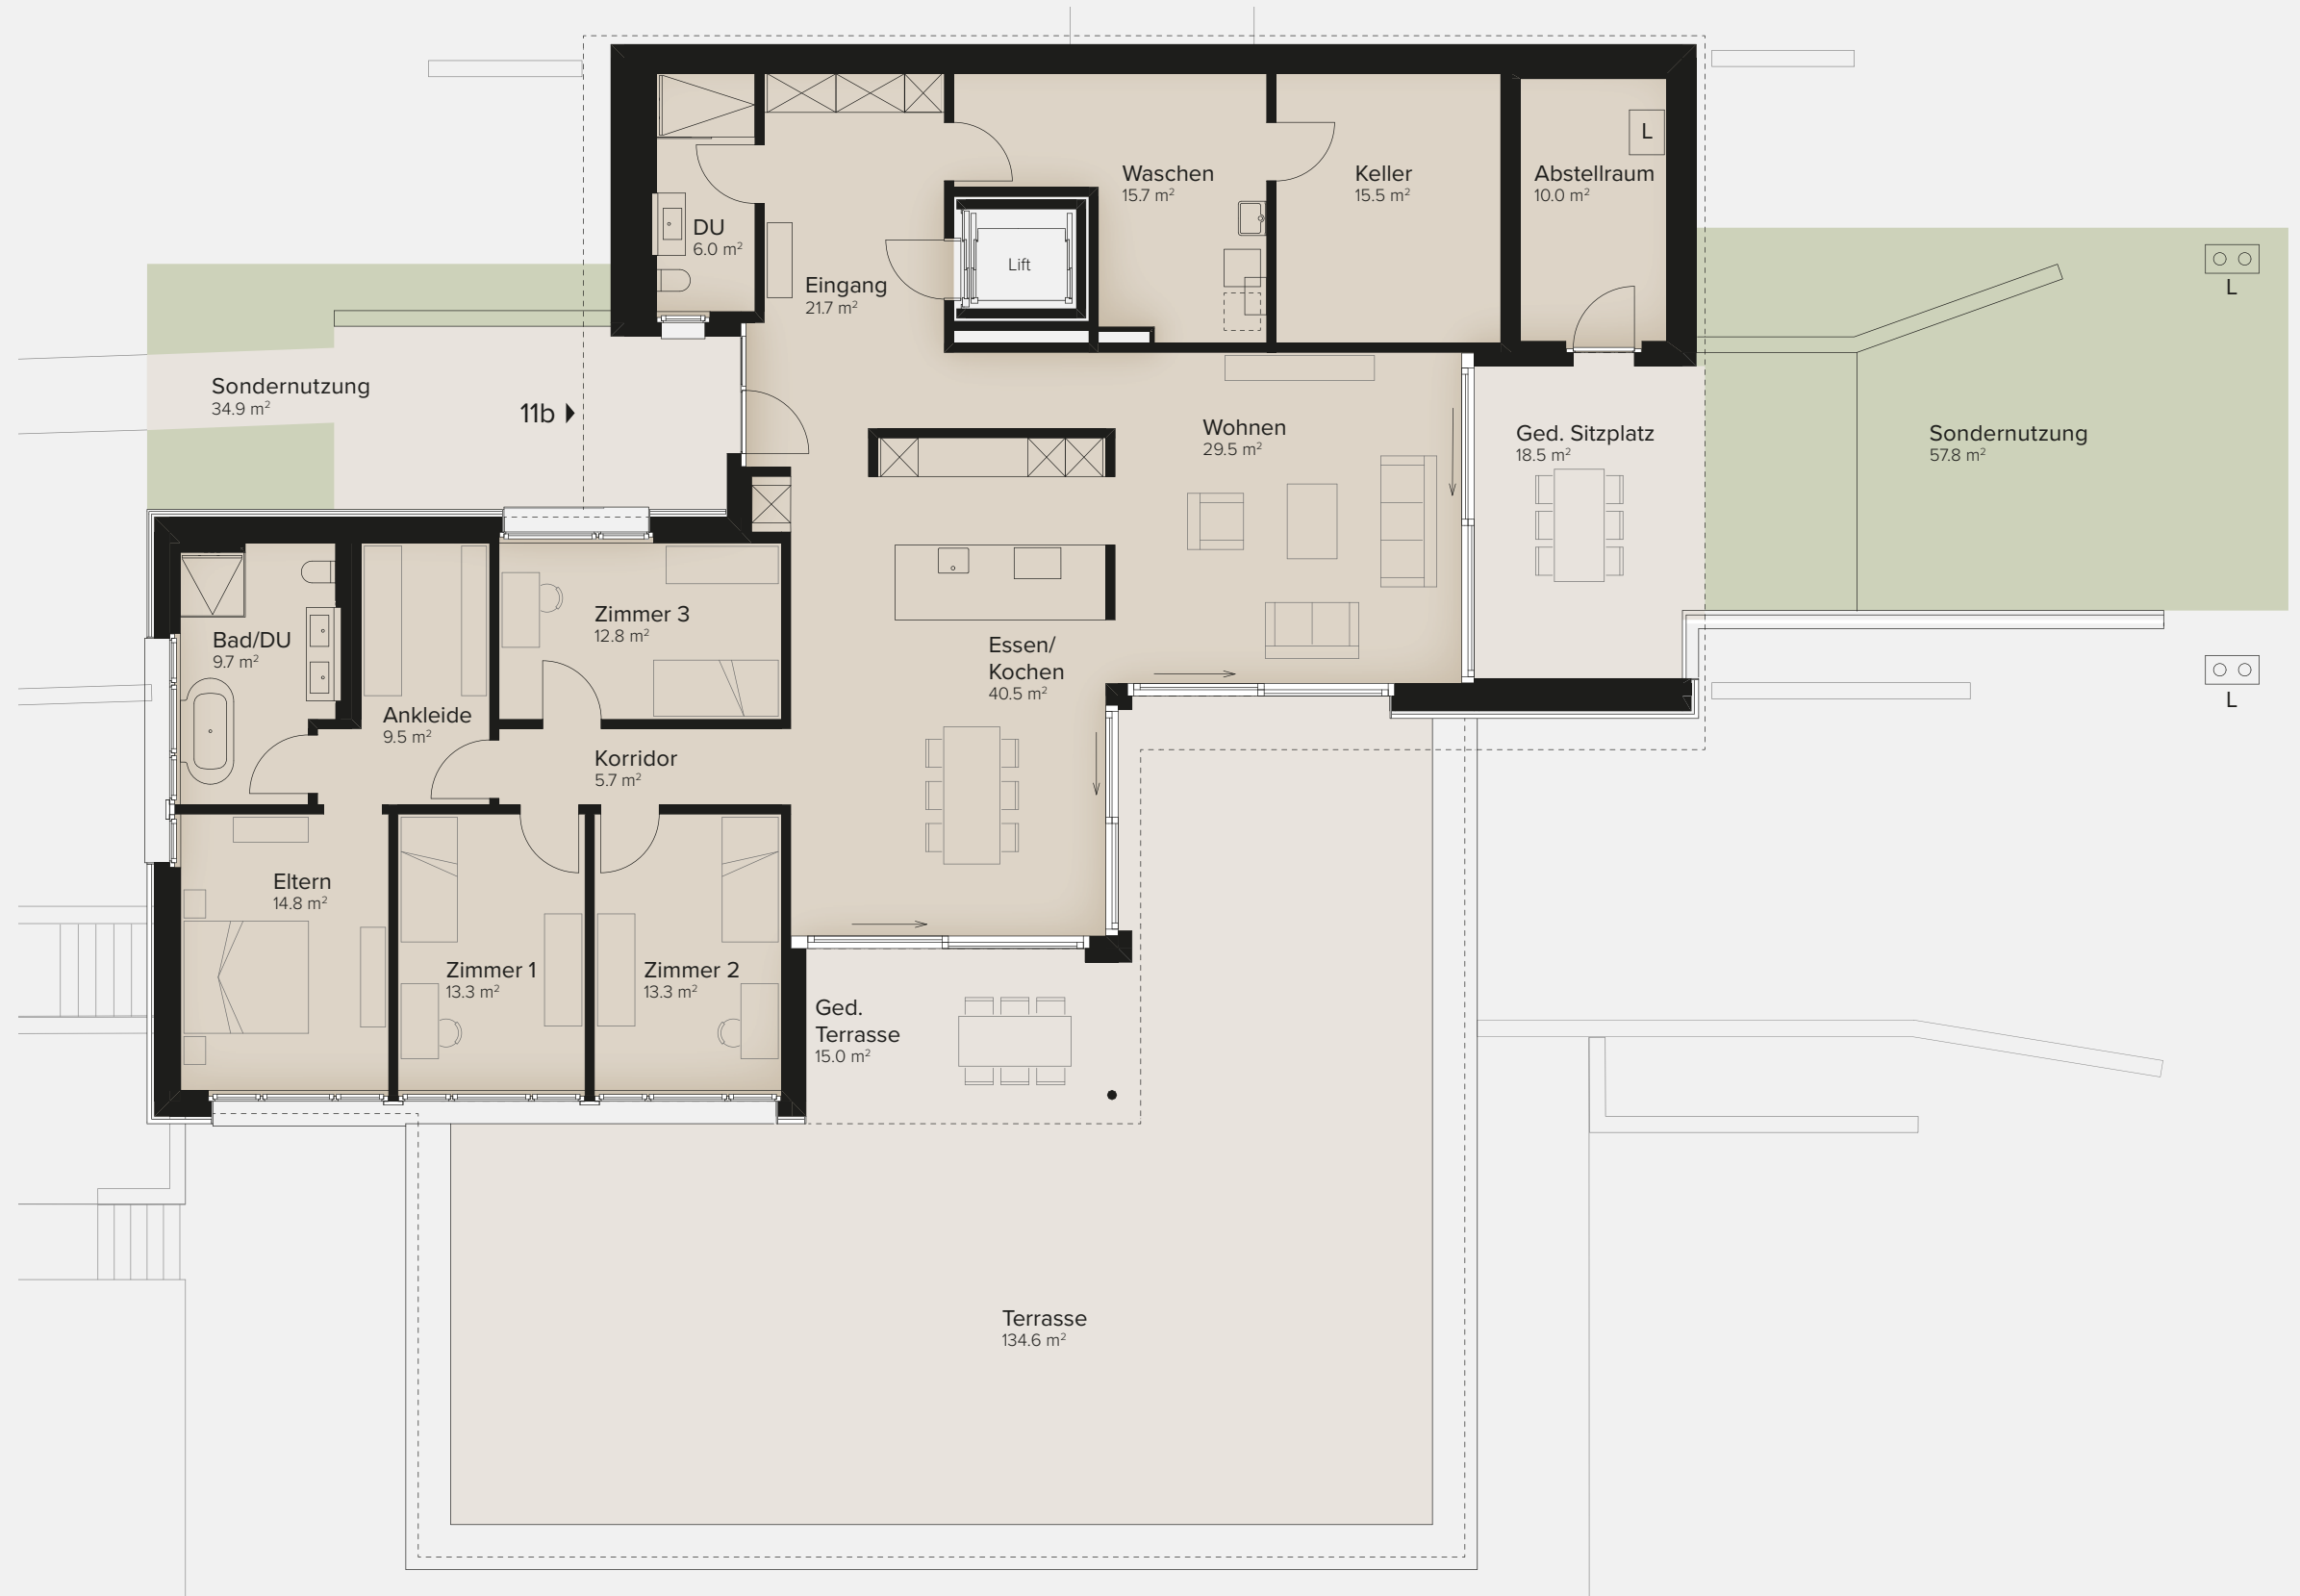 Waschen
15.7 m²
Keller
15.5 m²
Abstellraum
10.0 m²
L
DU
6.0 m²
Eingang
21.7 m²
Lift
L
Sondernutzung
34.9 m²
11b
Wohnen
29.5 m²
Ged. Sitzplatz
18.5 m²
Sondernutzung
57.8 m²
Bad/DU
9.7 m²
Zimmer 3
12.8 m²
Essen/
Kochen
40.5 m²
L
Ankleide
9.5 m²
Korridor
5.7 m²
Eltern
14.8 m²
Zimmer 1
13.3 m²
Zimmer 2
13.3 m²
Ged.
Terrasse
15.0 m²
Terrasse
134.6 m²